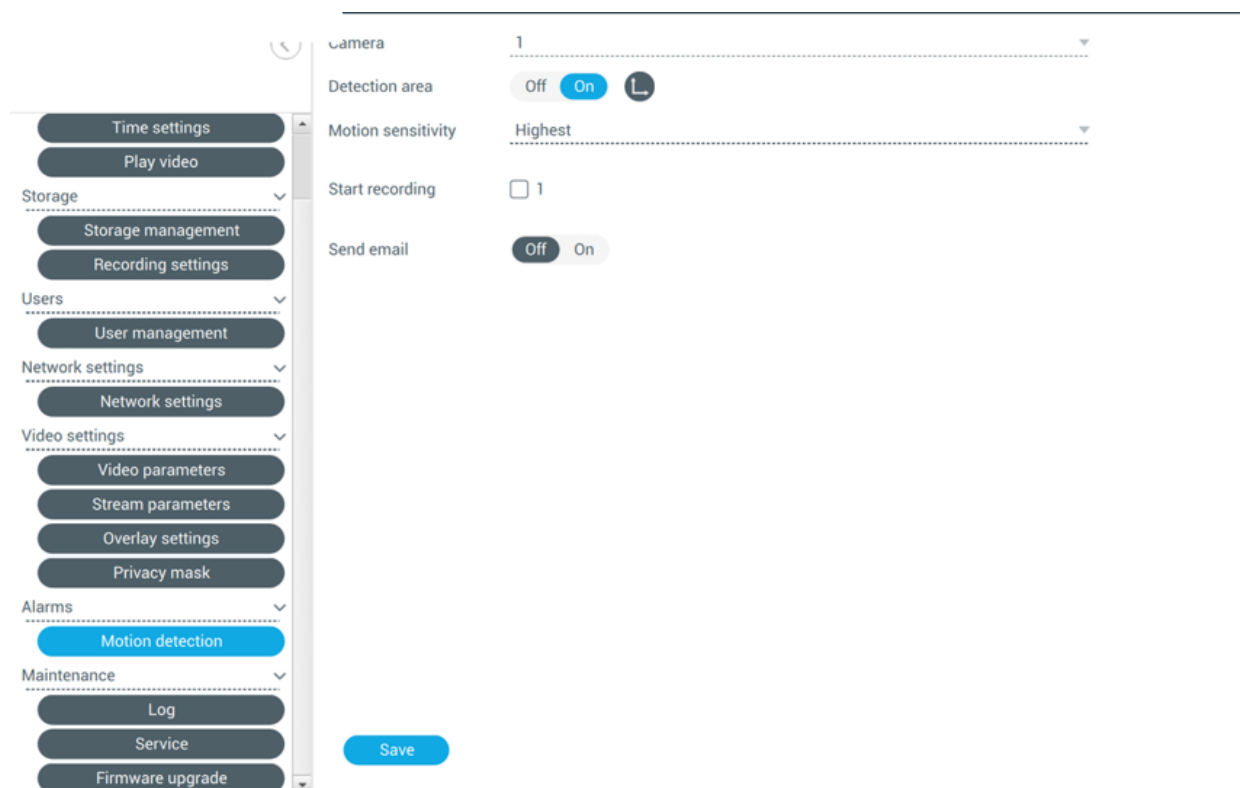 Camera 1
Detection area Off On
Motion sensitivity Highest
Start recording 1
Send email Off On
Time settings
Play video
Storage
Storage management
Recording settings
Users
User management
Network settings
Network settings
Video settings
Video parameters
Stream parameters
Overlay settings
Privacy mask
Alarms
Motion detection
Maintenance
Log
Service
Firmware upgrade
Save